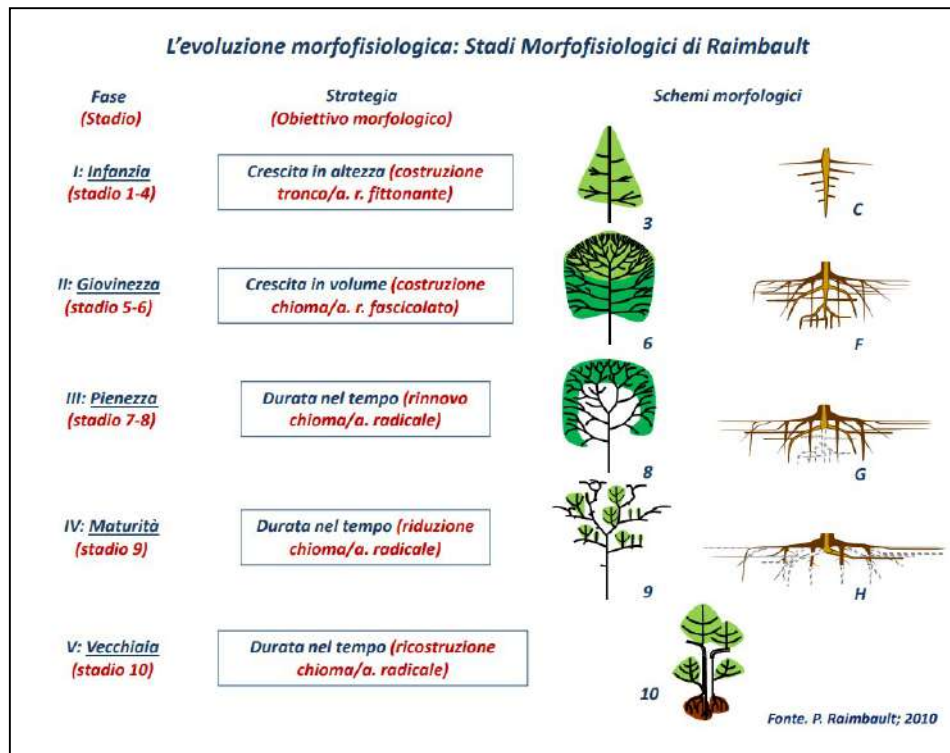 L'evoluzione morfofisiologica: Stadi Morfofisiologici di Raimbault
Fase
(Stadio)
Strategia
(Obiettivo morfologico)
Schemi morfologici
I: Infanzia
(stadio 1-4)
Crescita in altezza (costruzione
tronco/a. r. fittonante)
3
C
II: Giovinezza
(stadio 5-6)
Crescita in volume (costruzione
chioma/a. r. fascicolato)
6
F
III: Pienezza
(stadio 7-8)
Durata nel tempo (rinnovo
chioma/a. radicale)
8
G
IV: Maturità
(stadio 9)
Durata nel tempo (riduzione
chioma/a. radicale)
9
H
V: Vecchiaia
(stadio 10)
Durata nel tempo (ricostruzione
chioma/a. radicale)
10
Fonte. P. Raimbault; 2010